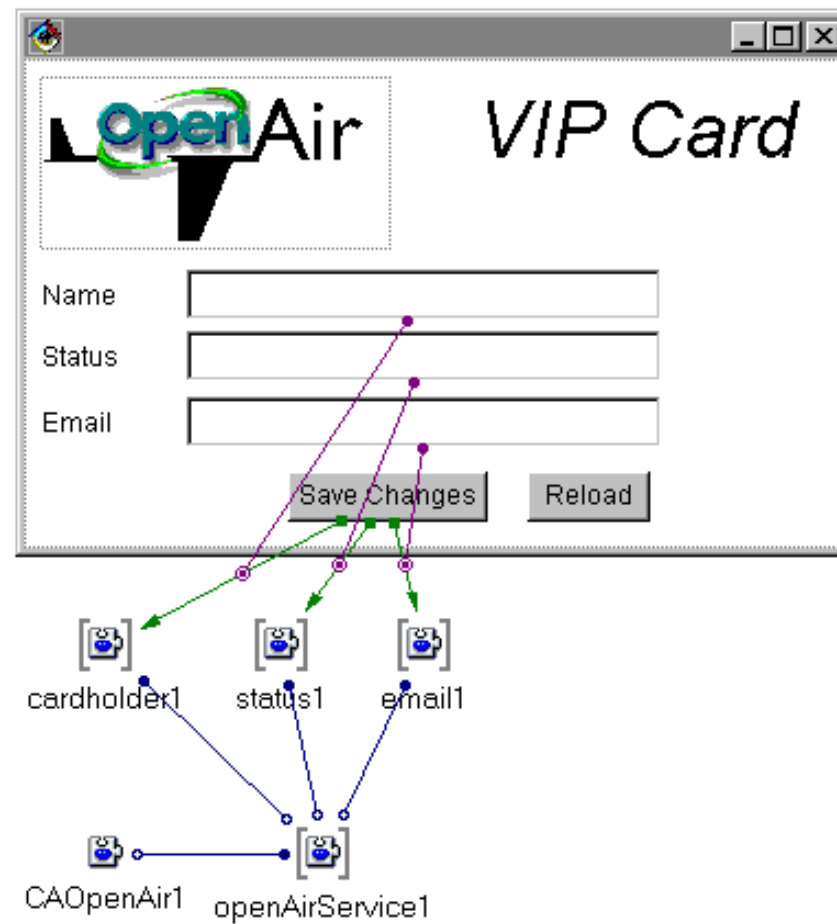 OpenAir
VIP Card
Name
Status
Email
Save Changes
Reload
cardholder1
status1
email1
CAOpenAir1
openAirService1